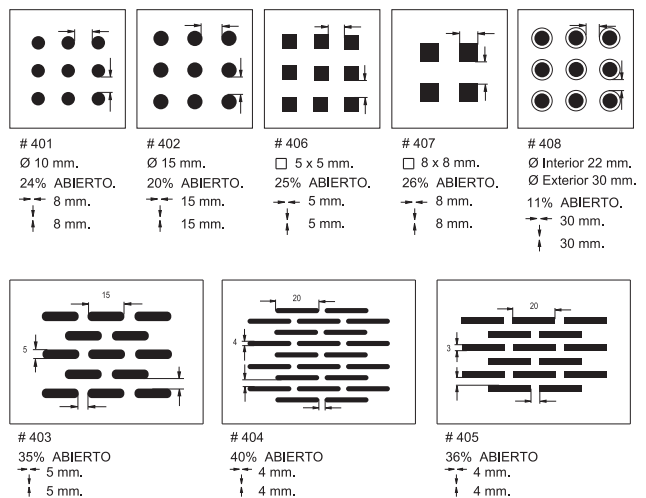 # 401
Ø 10 mm.
24% ABIERTO.
8 mm.
8 mm.
# 402
Ø 15 mm.
20% ABIERTO.
15 mm.
15 mm.
# 406
□ 5 x 5 mm.
25% ABIERTO.
5 mm.
5 mm.
# 407
□ 8 x 8 mm.
26% ABIERTO.
8 mm.
8 mm.
# 408
Ø Interior 22 mm.
Ø Exterior 30 mm.
11% ABIERTO.
30 mm.
30 mm.
15
5
# 403
35% ABIERTO
5 mm.
5 mm.
20
4
# 404
40% ABIERTO
4 mm.
4 mm.
20
3
# 405
36% ABIERTO
4 mm.
4 mm.